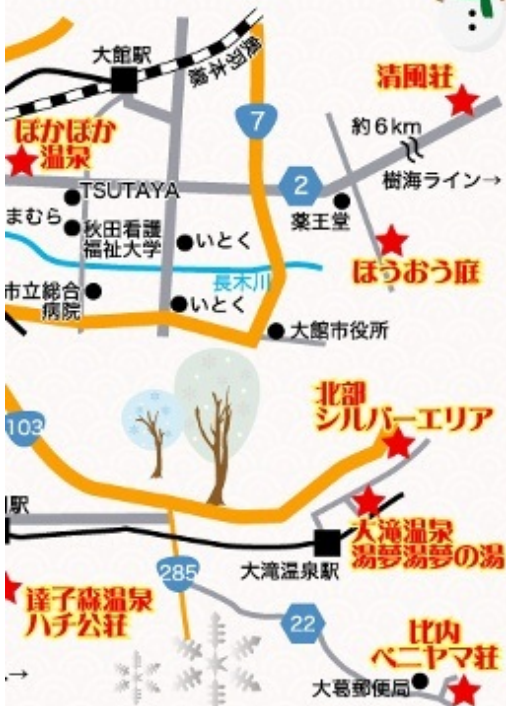 大館駅
奥羽本線
清風荘
7
約6km
ぽかぽか
温泉
2
樹海ライン→
TSUTAYA
薬王堂
まむら
秋田看護
福祉大学
いとく
ほうおう庭
長木川
市立総合
病院
いとく
大館市役所
北部
シルバーエリア
103
駅
大滝温泉
湯夢湯夢の湯
大滝温泉駅
285
達子森温泉
ハチ公荘
22
比内
ベニヤマ荘
→
大葛郵便局